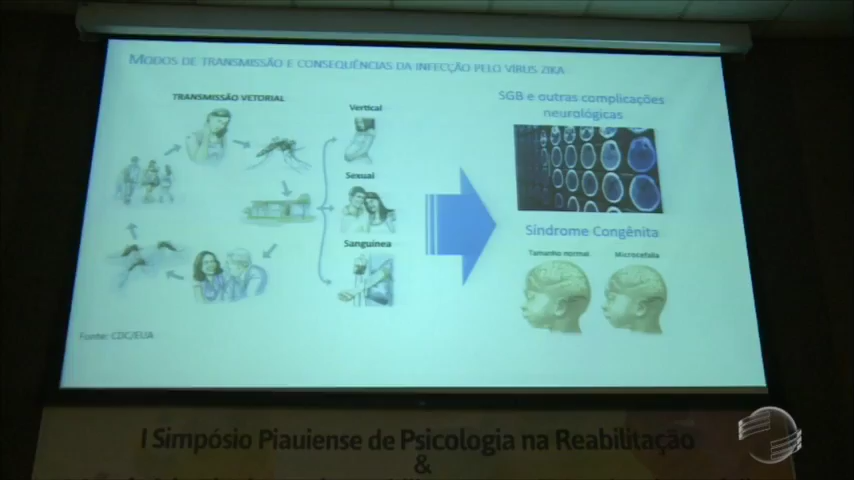 MODOS DE TRANSMISSÃO E CONSEQUÊNCIAS DA INFECÇÃO PELO VÍRUS ZIKA
TRANSMISSÃO VETORIAL
Vertical
Sexual
Sanguínea
SGB e outras complicações
neurológicas
Síndrome Congênita
Tamanho normal
Microcefalia
Fonte: CDC/EUA
I Simpósio Piauiense de Psicologia na Reabilitação
&